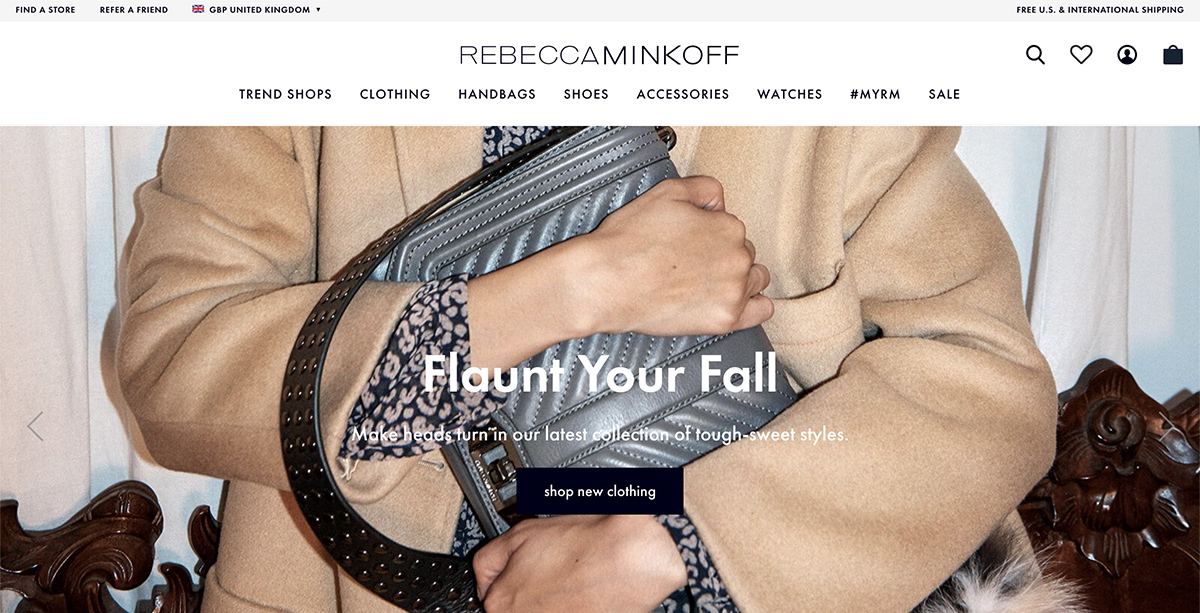 FIND A STORE REFER A FRIEND GBP UNITED KINGDOM ▼ FREE U.S. & INTERNATIONAL SHIPPING
REBECCAMINKOFF
TREND SHOPS CLOTHING HANDBAGS SHOES ACCESSORIES WATCHES #MYRM SALE
Flaunt Your Fall
Make heads turn in our latest collection of tough-sweet styles.
shop new clothing